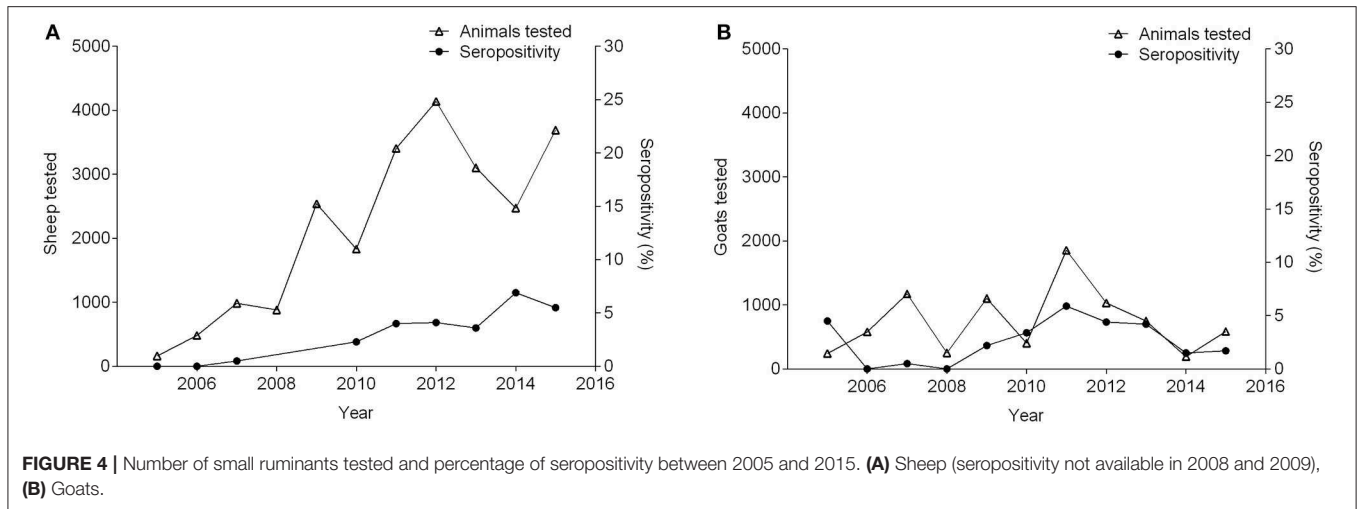 A
Animals tested
Seropositivity
5000
4000
3000
2000
1000
0
Sheep tested
30
25
20
15
10
5
0
Seropositivity (%)
2006 2008 2010 2012 2014 2016
Year
B
Animals tested
Seropositivity
5000
4000
3000
2000
1000
0
Goats tested
30
25
20
15
10
5
0
Seropositivity (%)
2006 2008 2010 2012 2014 2016
Year
FIGURE 4 | Number of small ruminants tested and percentage of seropositivity between 2005 and 2015. (A) Sheep (seropositivity not available in 2008 and 2009),
(B) Goats.